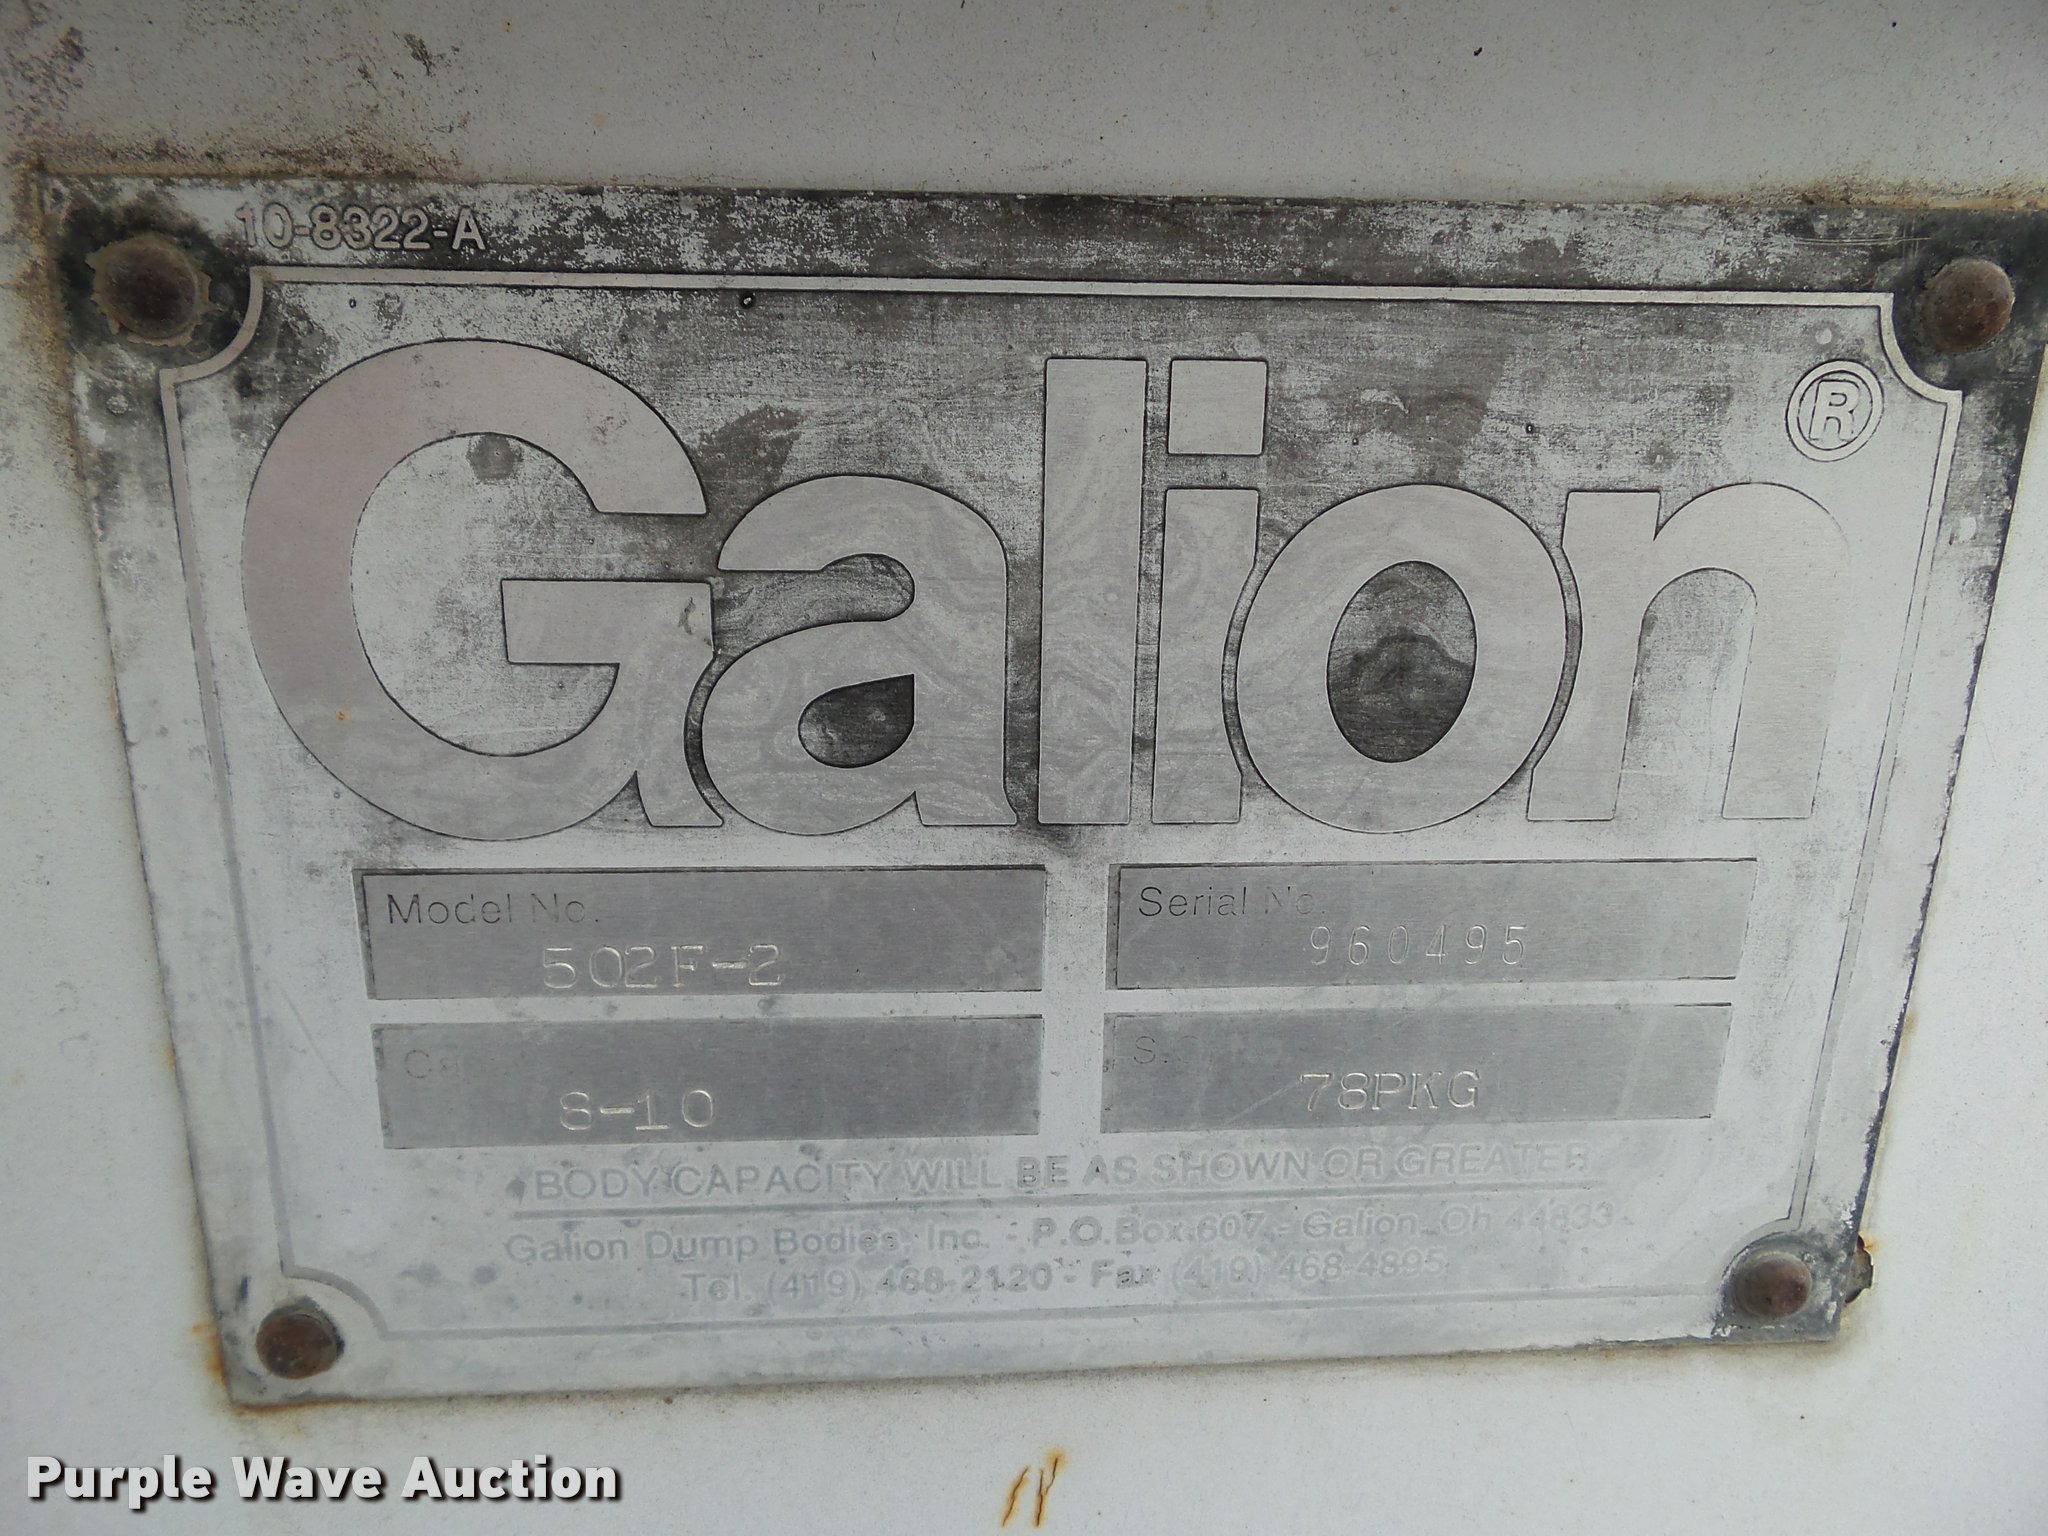 10-8322-A
Galion ®
Model No. 502F-2
Serial No. 960495
8-10
78PKG
BODY CAPACITY WILL BE AS SHOWN OR GREATER
Galion Dump Bodies, Inc. - P.O. Box 607 - Galion, Oh 44833
Tel. (419) 468-2120 - Fax (419) 468-4895
Purple Wave Auction